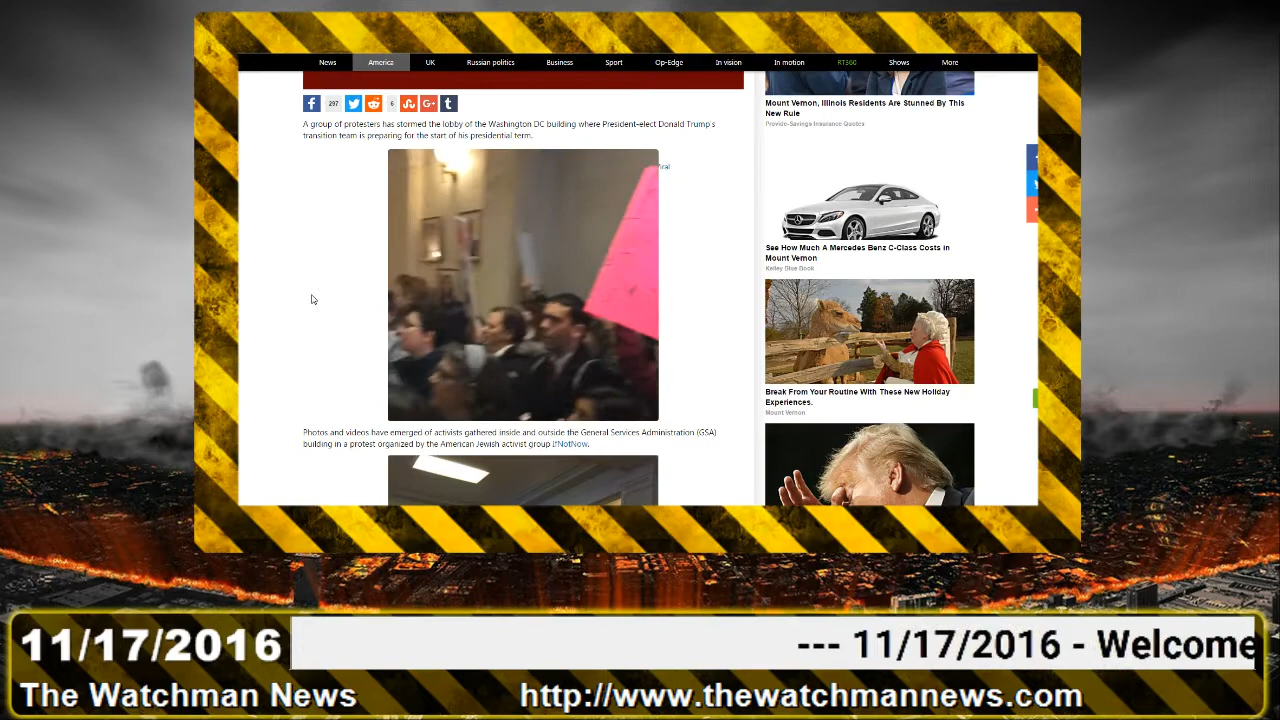 News America UK Russian politics Business Sport Op-Edge In vision In motion RT360 Shows More
297
6
A group of protesters has stormed the lobby of the Washington DC building where President-elect Donald Trump's
transition team is preparing for the start of his presidential term.
Photos and videos have emerged of activists gathered inside and outside the General Services Administration (GSA)
building in a protest organized by the American Jewish activist group IfNotNow.
Mount Vernon, Illinois Residents Are Stunned By This
New Rule
Provide-Savings Insurance Quotes
See How Much A Mercedes Benz C-Class Costs in
Mount Vernon
Kelley Blue Book
Break From Your Routine With These New Holiday
Experiences.
Mount Vernon
11/17/2016
--- 11/17/2016 - Welcome
The Watchman News
http://www.thewatchmannews.com